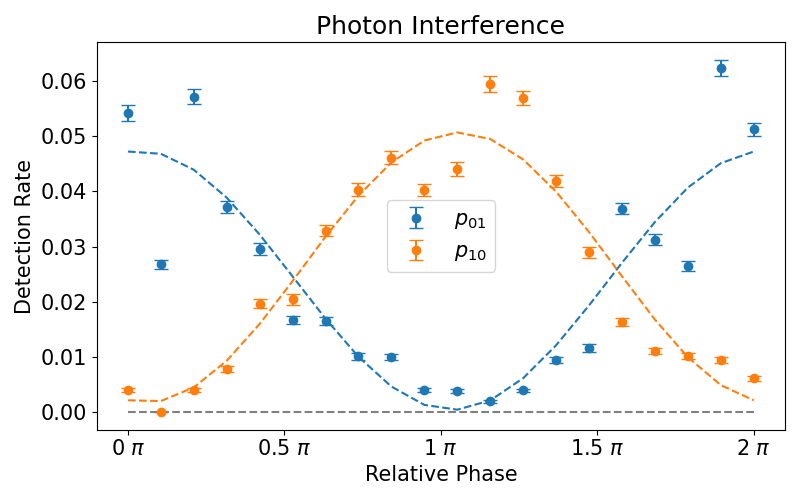 Photon Interference
Detection Rate
0.06
0.05
0.04
0.03
0.02
0.01
0.00
p₀₁
p₁₀
0 π
0.5 π
1 π
1.5 π
2 π
Relative Phase